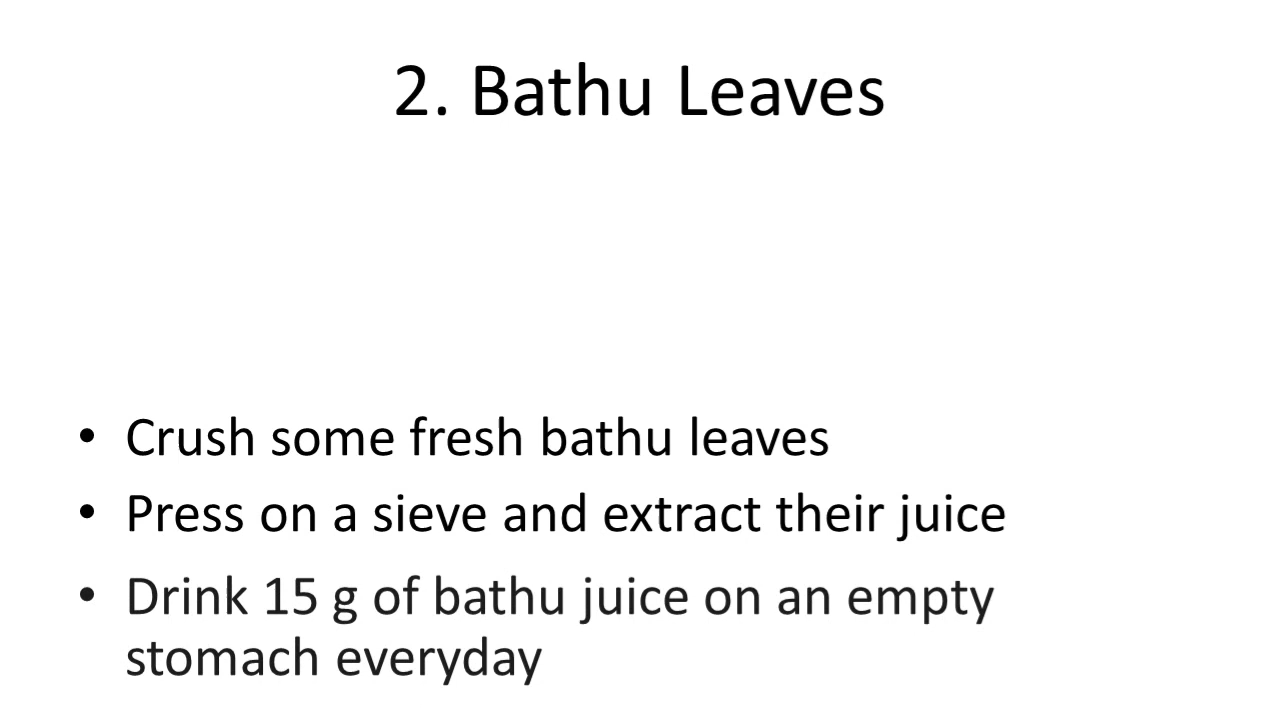 2. Bathu Leaves
• Crush some fresh bathu leaves
• Press on a sieve and extract their juice
• Drink 15 g of bathu juice on an empty
stomach everyday